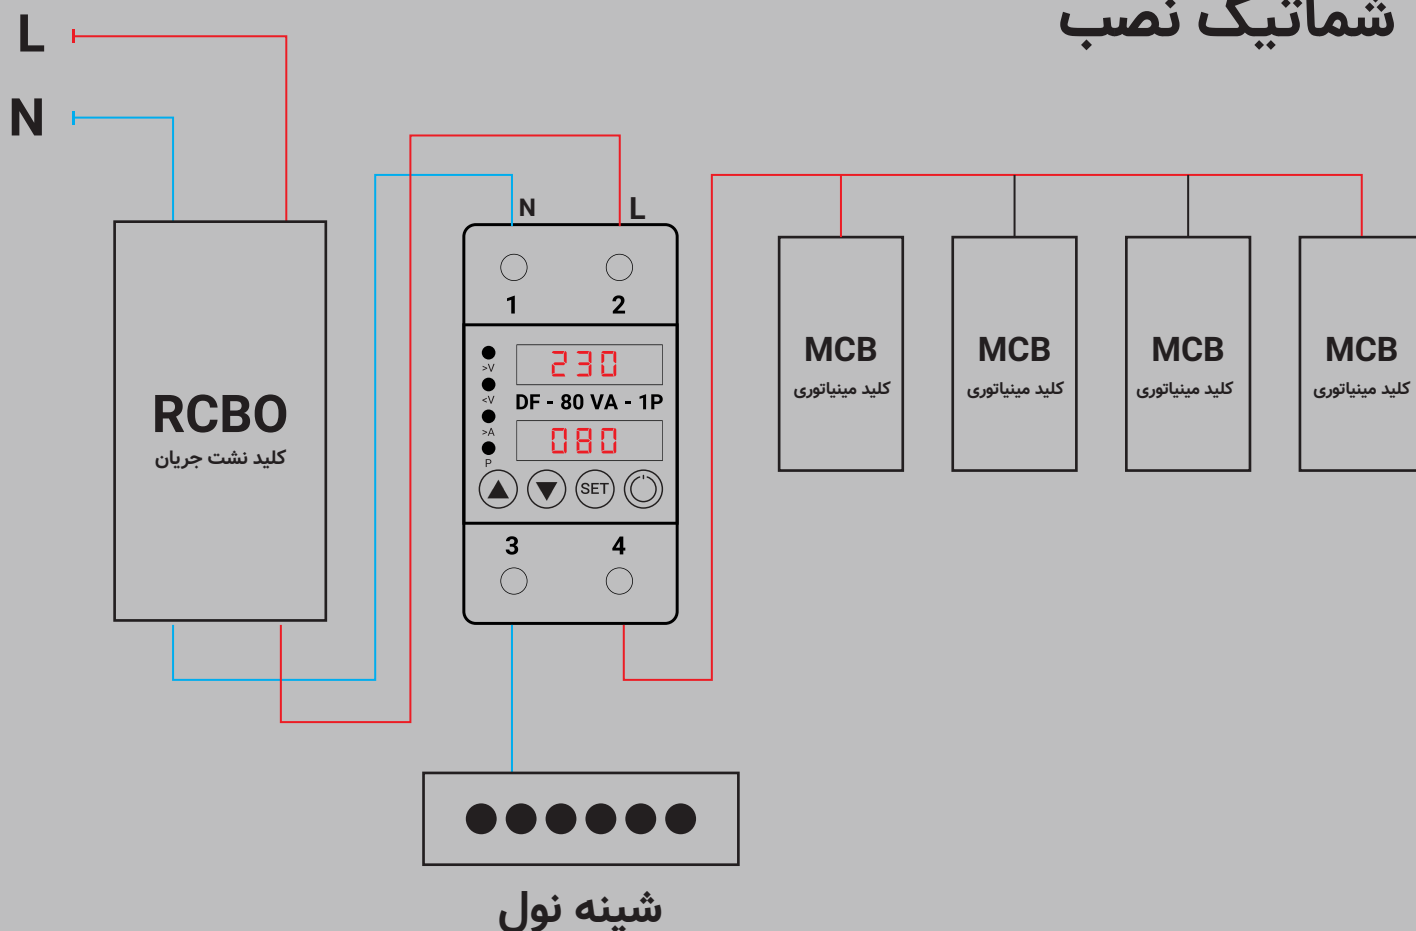 شماتیک نصب
L
N
N
L
1
2
RCBO
کلید نشت جریان
>V
<V
>A
P
230
DF - 80 VA - 1P
080
SET
3
4
MCB
کلید مینیاتوری
MCB
کلید مینیاتوری
MCB
کلید مینیاتوری
MCB
کلید مینیاتوری
شینه نول